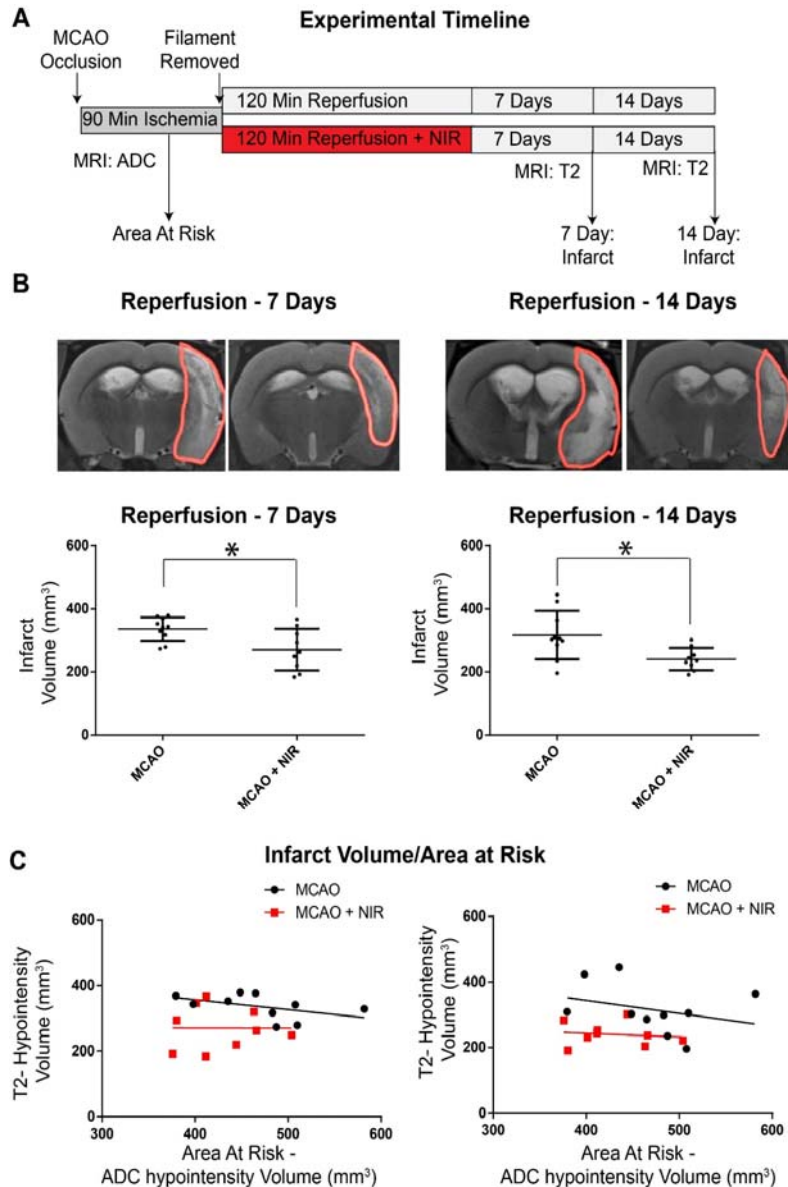 A
Experimental Timeline
MCAO
Occlusion
Filament
Removed
90 Min Ischemia
120 Min Reperfusion
7 Days
14 Days
120 Min Reperfusion + NIR
7 Days
14 Days
MRI: ADC
MRI: T2
MRI: T2
Area At Risk
7 Day:
Infarct
14 Day:
Infarct
B
Reperfusion - 7 Days
Reperfusion - 14 Days
Reperfusion - 7 Days
600
400
200
0
Infarct
Volume (mm³)
*
MCAO
MCAO + NIR
Reperfusion - 14 Days
600
400
200
0
Infarct
Volume (mm³)
*
MCAO
MCAO + NIR
C
Infarct Volume/Area at Risk
MCAO
MCAO + NIR
600
400
200
0
T2- Hypointensity
Volume (mm³)
300
400
500
600
Area At Risk -
ADC hypointensity Volume (mm³)
MCAO
MCAO + NIR
600
400
200
0
T2- Hypointensity
Volume (mm³)
300
400
500
600
Area At Risk -
ADC hypointensity Volume (mm³)